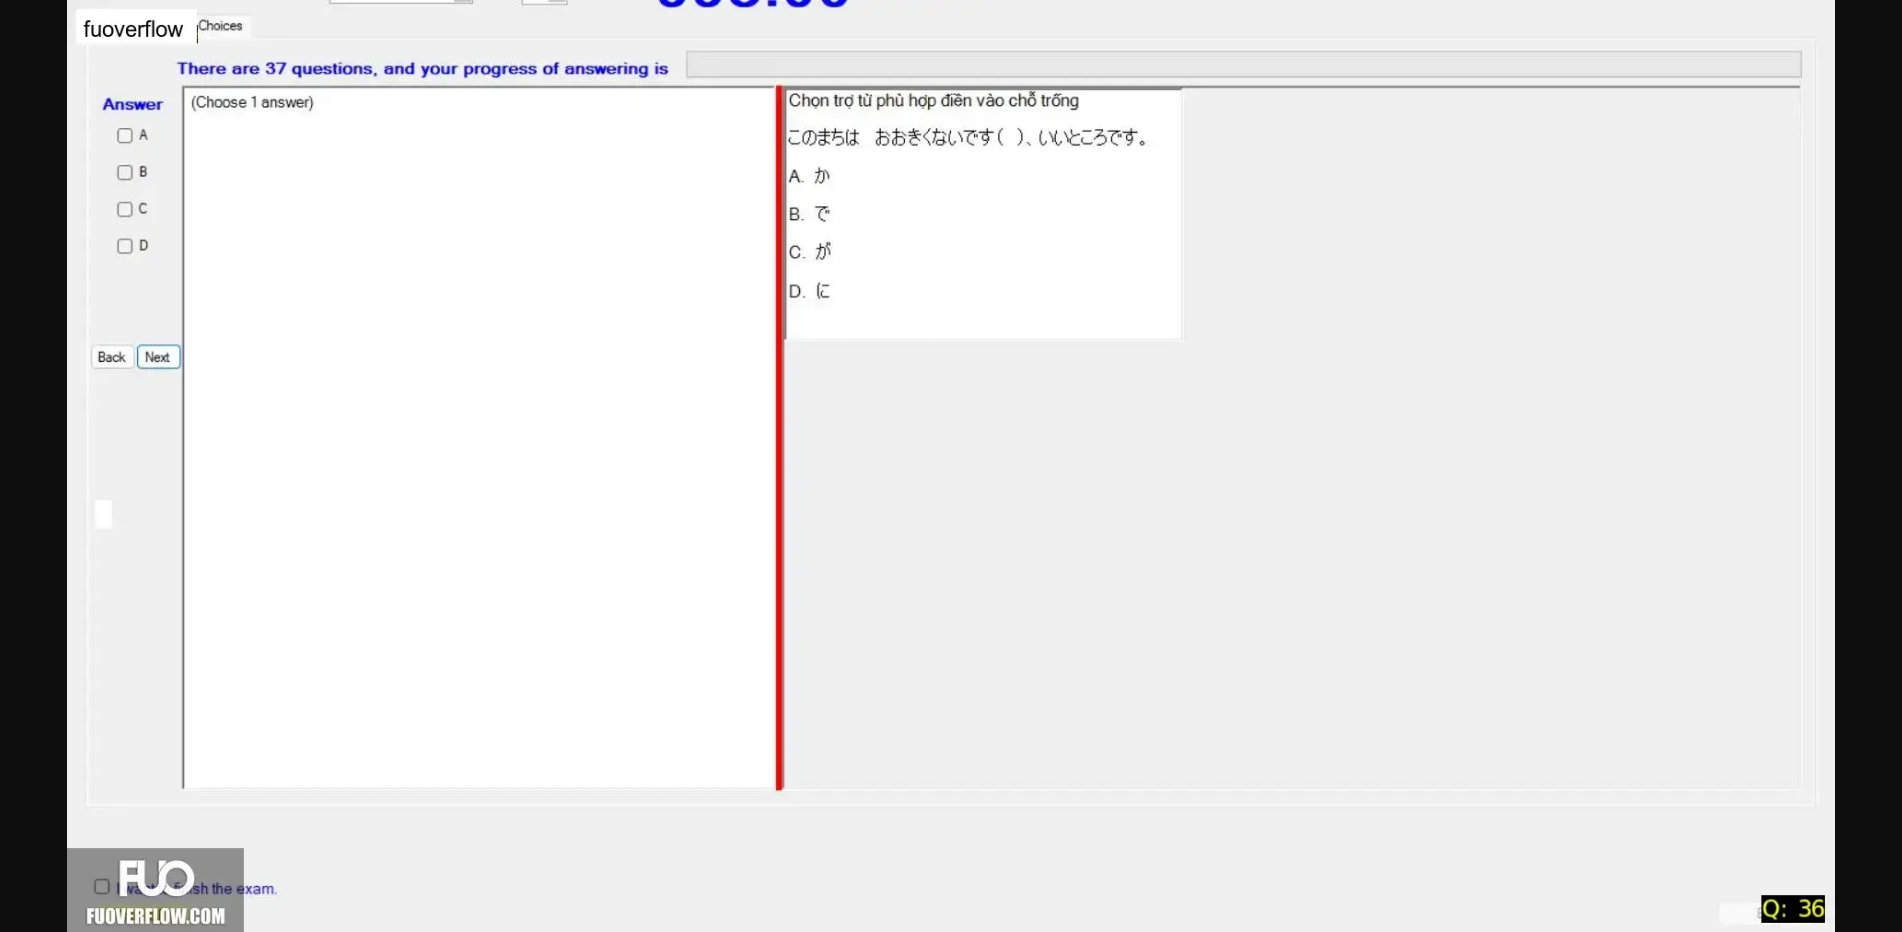 fuoverflow
Choices
There are 37 questions, and your progress of answering is
Answer
(Choose 1 answer)
A
B
C
D
Back
Next
Chọn trợ từ phù hợp điền vào chỗ trống
このまちは　おおきくないです(　)、いいところです。
A. か
B. で
C. が
D. に
FUO
sh the exam.
FUOVERFLOW.COM
Q: 36